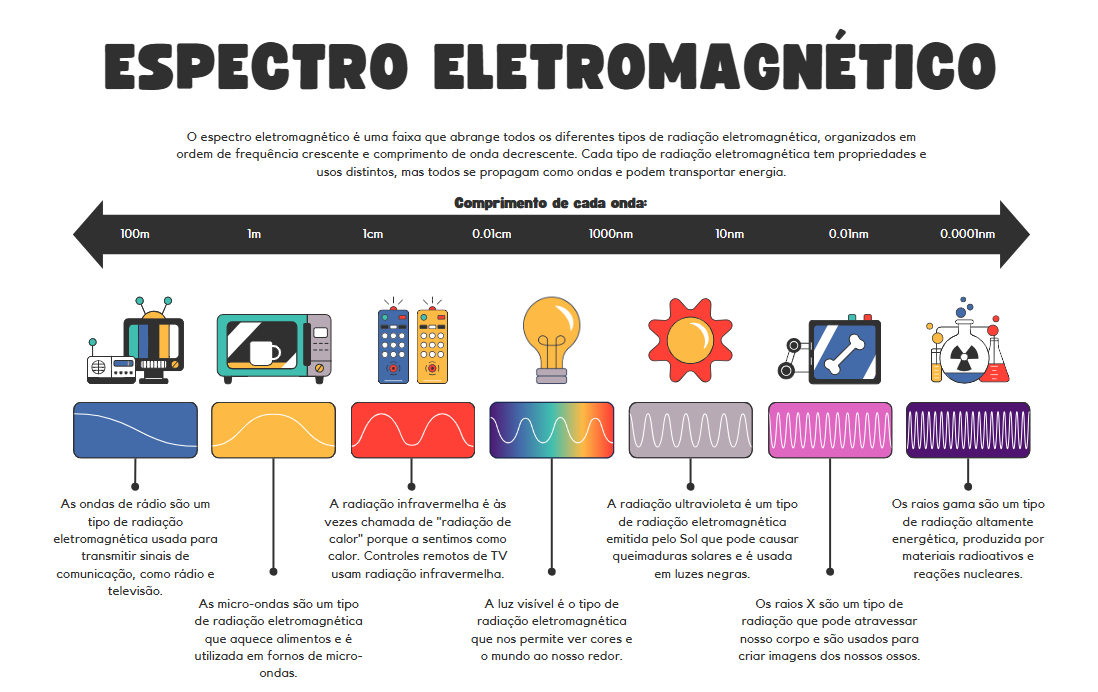 ESPECTRO ELETROMAGNÉTICO
O espectro eletromagnético é uma faixa que abrange todos os diferentes tipos de radiação eletromagnética, organizados em
ordem de frequência crescente e comprimento de onda decrescente. Cada tipo de radiação eletromagnética tem propriedades e
usos distintos, mas todos se propagam como ondas e podem transportar energia.
Comprimento de cada onda:
100m 1m 1cm 0.01cm 1000nm 10nm 0.01nm 0.0001nm
As ondas de rádio são um
tipo de radiação
eletromagnética usada para
transmitir sinais de
comunicação, como rádio e
televisão.
As micro-ondas são um tipo
de radiação eletromagnética
que aquece alimentos e é
utilizada em fornos de micro-
ondas.
A radiação infravermelha é às
vezes chamada de "radiação de
calor" porque a sentimos como
calor. Controles remotos de TV
usam radiação infravermelha.
A luz visível é o tipo de
radiação eletromagnética
que nos permite ver cores e
o mundo ao nosso redor.
A radiação ultravioleta é um tipo
de radiação eletromagnética
emitida pelo Sol que pode causar
queimaduras solares e é usada
em luzes negras.
Os raios X são um tipo de
radiação que pode atravessar
nosso corpo e são usados para
criar imagens dos nossos ossos.
Os raios gama são um tipo
de radiação altamente
energética, produzida por
materiais radioativos e
reações nucleares.